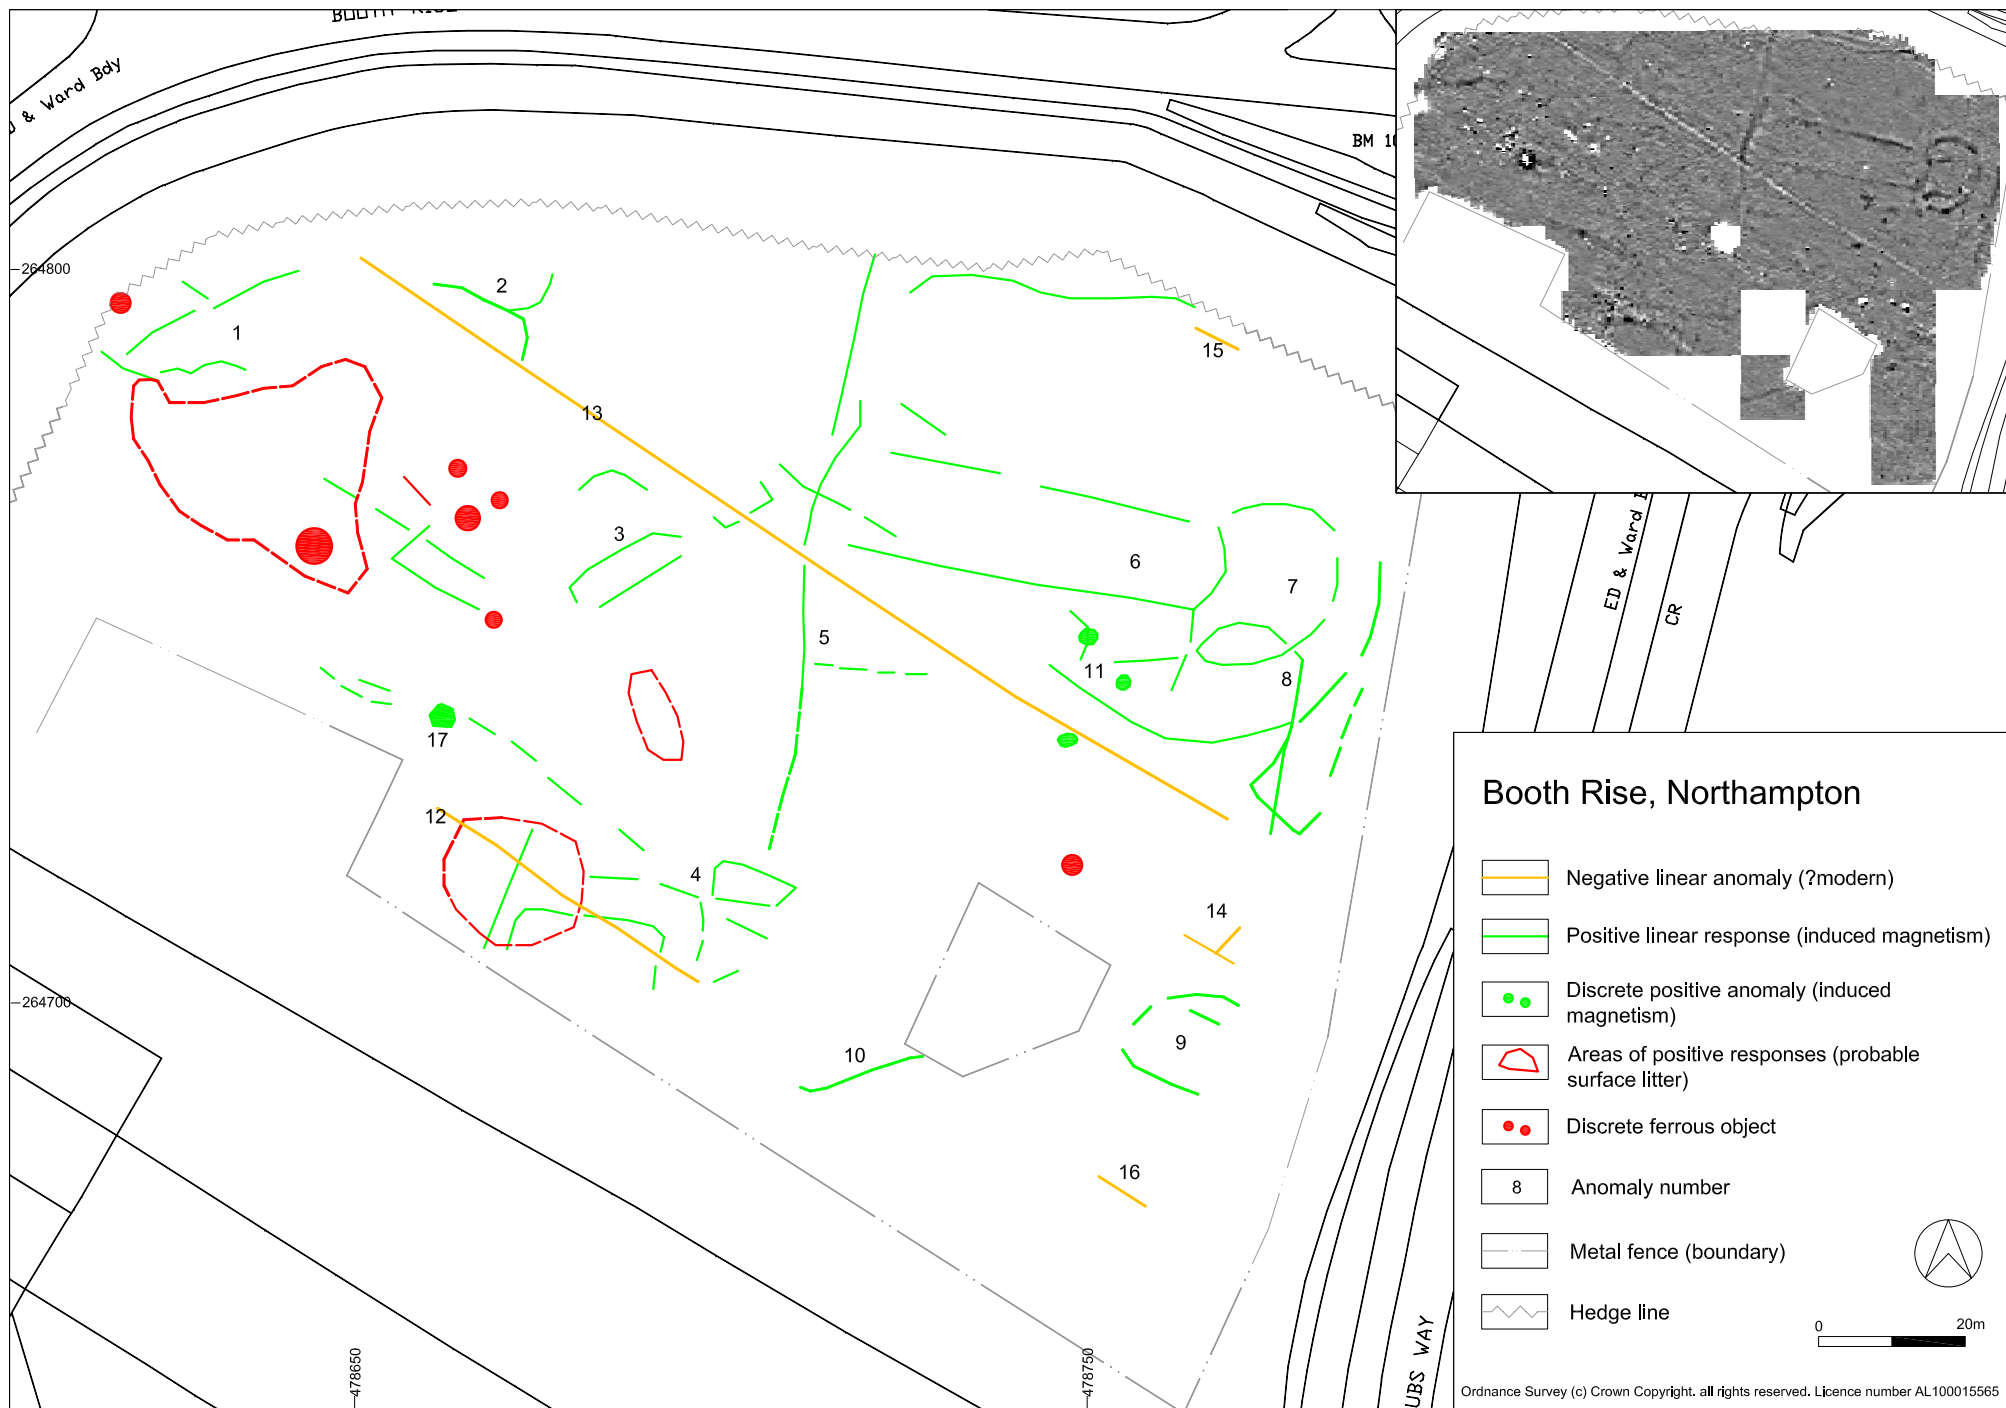 & Ward Bdy
BM
264800
1
2
13
15
3
5
6
7
11
8
17
12
4
14
9
10
16
264700
478650
478750
ED & Ward
CR
UBS WAY
Booth Rise, Northampton
Negative linear anomaly (?modern)
Positive linear response (induced magnetism)
Discrete positive anomaly (induced
magnetism)
Areas of positive responses (probable
surface litter)
Discrete ferrous object
8
Anomaly number
Metal fence (boundary)
Hedge line
0
20m
Ordnance Survey (c) Crown Copyright. all rights reserved. Licence number AL100015565